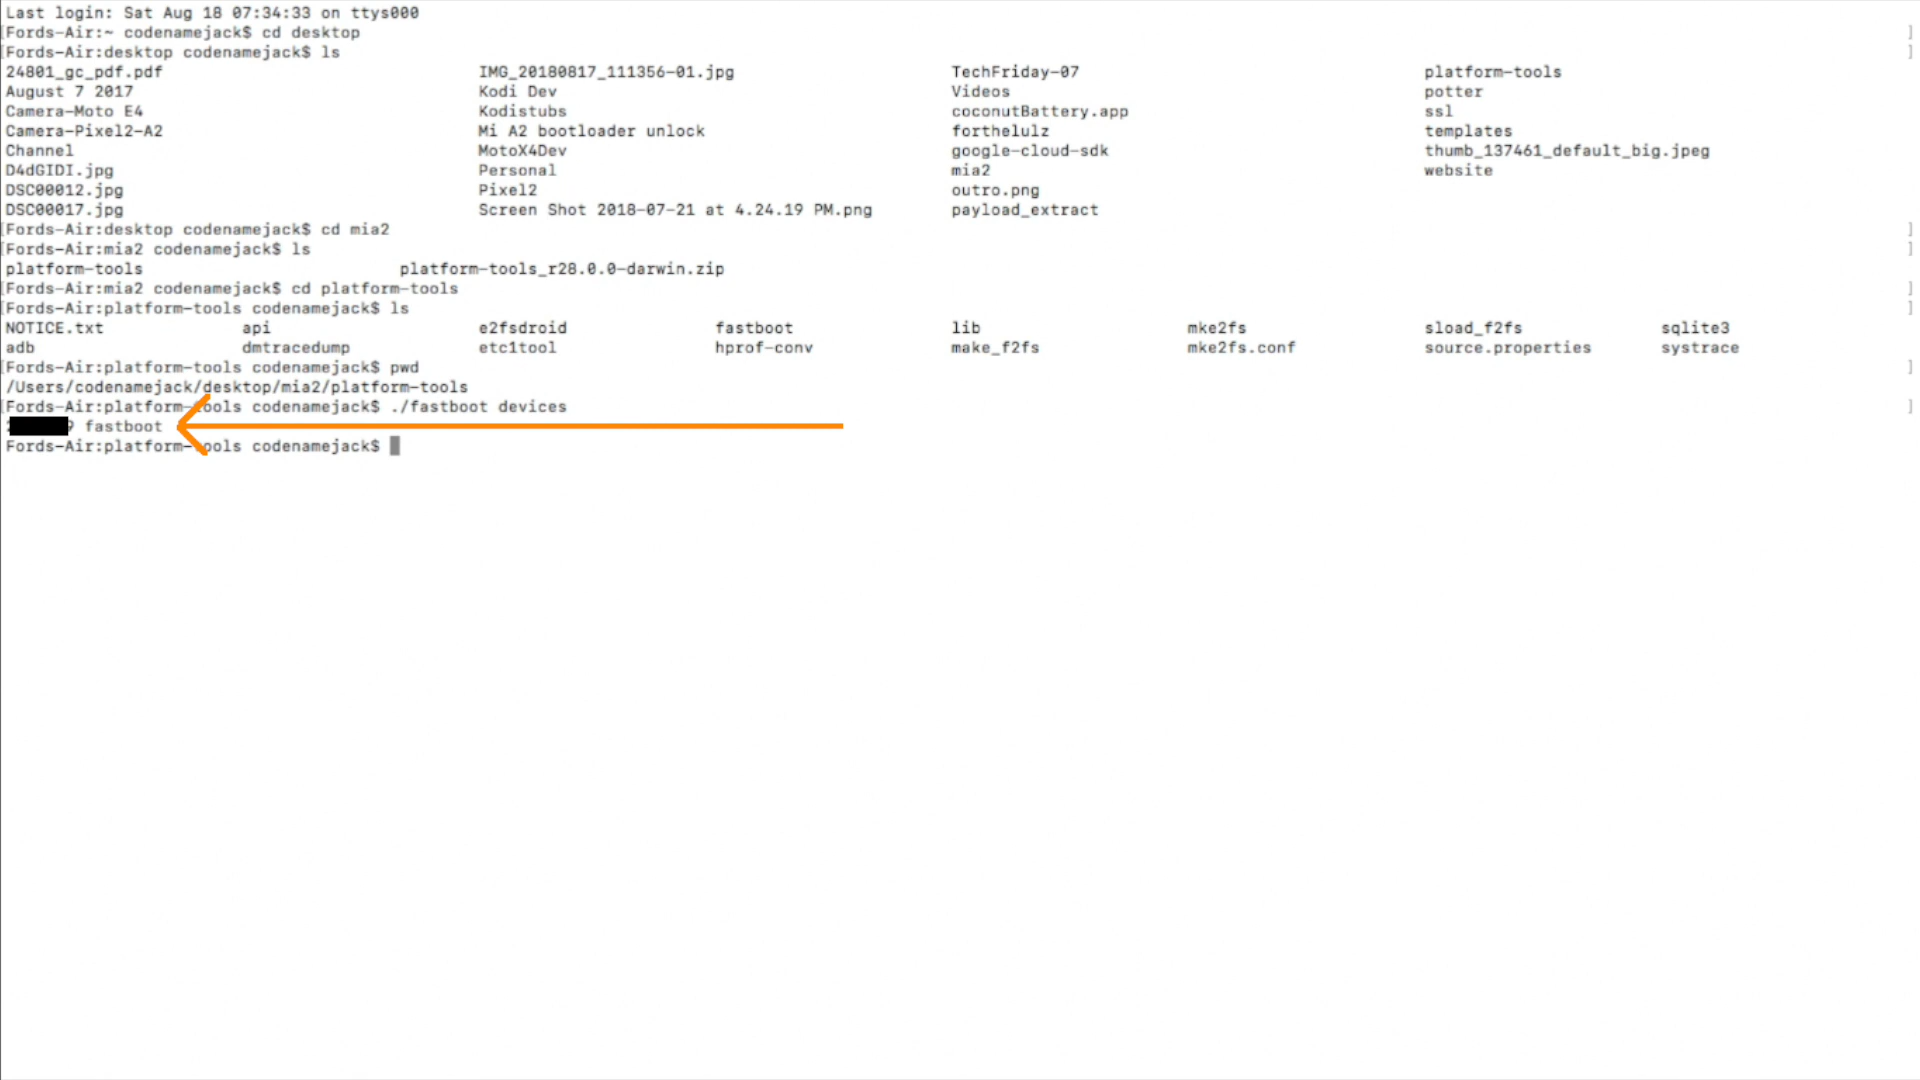 Last login: Sat Aug 18 07:34:33 on ttys000
[Fords-Air:~ codenamejack$ cd desktop ]
[Fords-Air:desktop codenamejack$ ls ]
24801_gc_pdf.pdf IMG_20180817_111356-01.jpg TechFriday-07 platform-tools
August 7 2017 Kodi Dev Videos potter
Camera-Moto E4 Kodistubs coconutBattery.app ssl
Camera-Pixel2-A2 Mi A2 bootloader unlock forthelulz templates
Channel MotoX4Dev google-cloud-sdk thumb_137461_default_big.jpeg
D4dGIDI.jpg Personal mia2 website
DSC00012.jpg Pixel2 outro.png
DSC00017.jpg Screen Shot 2018-07-21 at 4.24.19 PM.png payload_extract
[Fords-Air:desktop codenamejack$ cd mia2 ]
[Fords-Air:mia2 codenamejack$ ls ]
platform-tools platform-tools_r28.0.0-darwin.zip
[Fords-Air:mia2 codenamejack$ cd platform-tools ]
[Fords-Air:platform-tools codenamejack$ ls ]
NOTICE.txt api e2fsdroid fastboot lib mke2fs sload_f2fs sqlite3
adb dmtracedump etc1tool hprof-conv make_f2fs mke2fs.conf source.properties systrace
[Fords-Air:platform-tools codenamejack$ pwd ]
/Users/codenamejack/desktop/mia2/platform-tools
[Fords-Air:platform-tools codenamejack$ ./fastboot devices ]
fastboot
Fords-Air:platform-tools codenamejack$